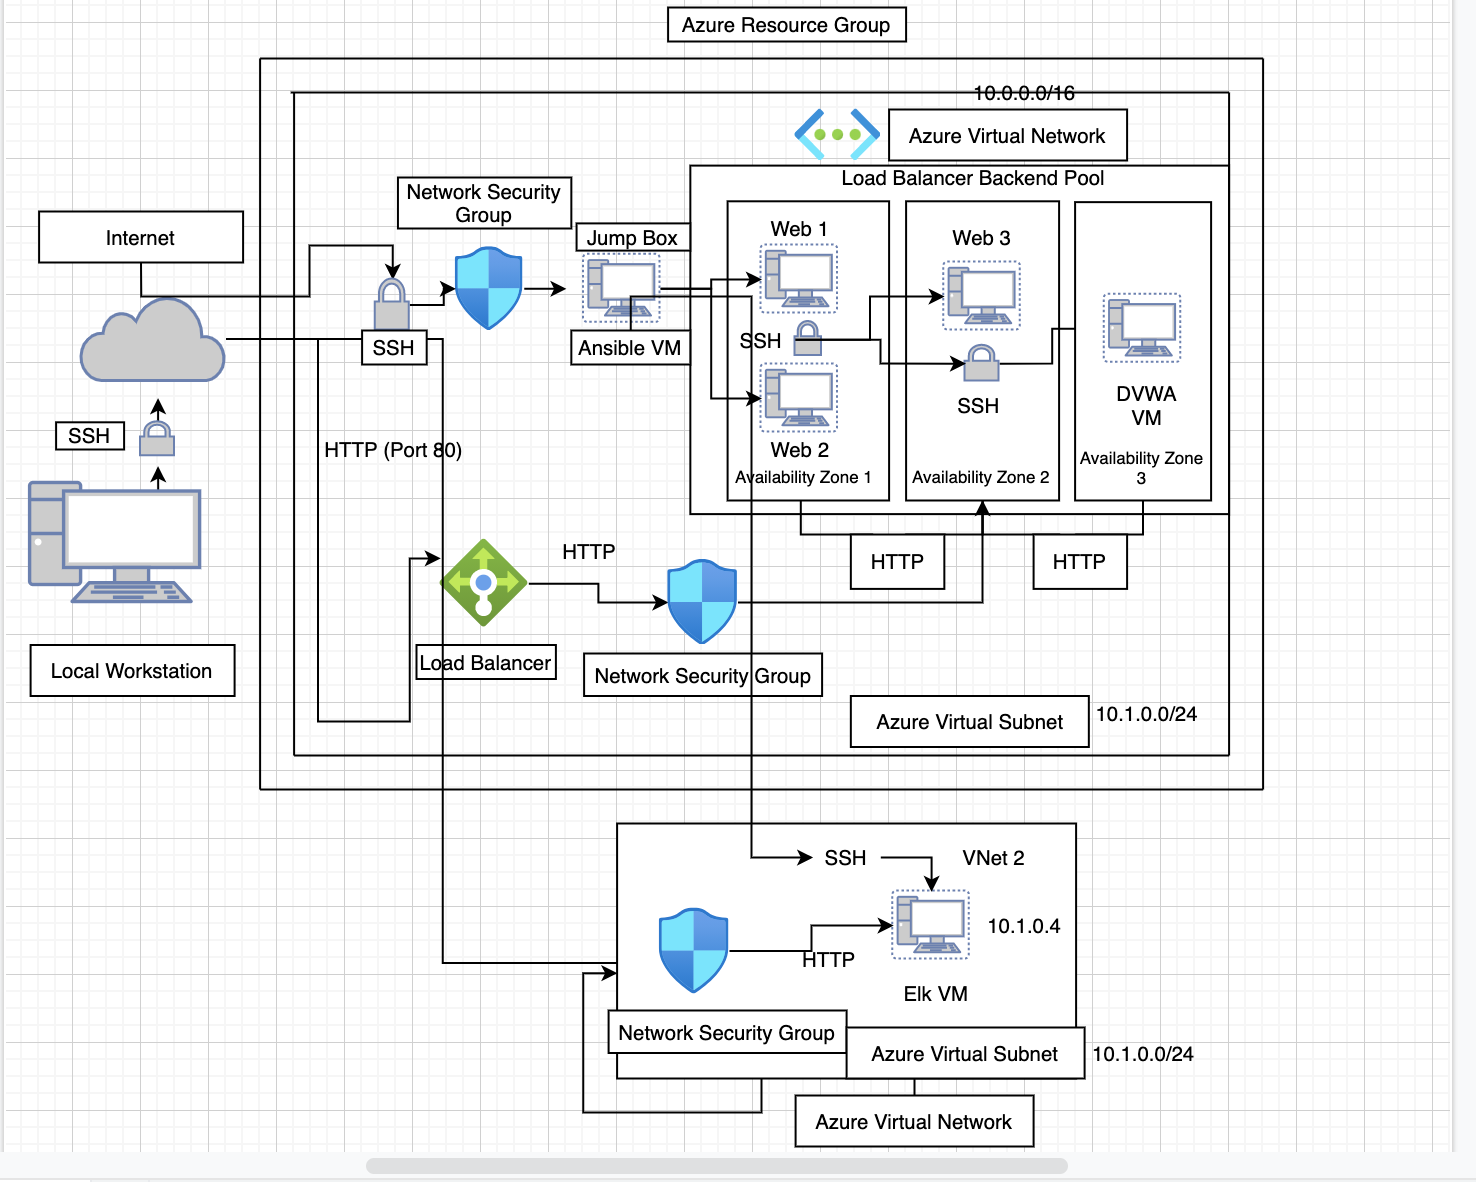 Azure Resource Group
10.0.0.0/16
Azure Virtual Network
Load Balancer Backend Pool
Network Security
Group
Internet
Jump Box
Web 1
Web 3
SSH
Ansible VM
SSH
DVWA
VM
SSH
SSH
HTTP (Port 80)
Web 2
Availability Zone 1
Availability Zone 2
Availability Zone
3
HTTP
HTTP
HTTP
Load Balancer
Local Workstation
Network Security Group
Azure Virtual Subnet
10.1.0.0/24
SSH
VNet 2
10.1.0.4
HTTP
Elk VM
Network Security Group
Azure Virtual Subnet
10.1.0.0/24
Azure Virtual Network